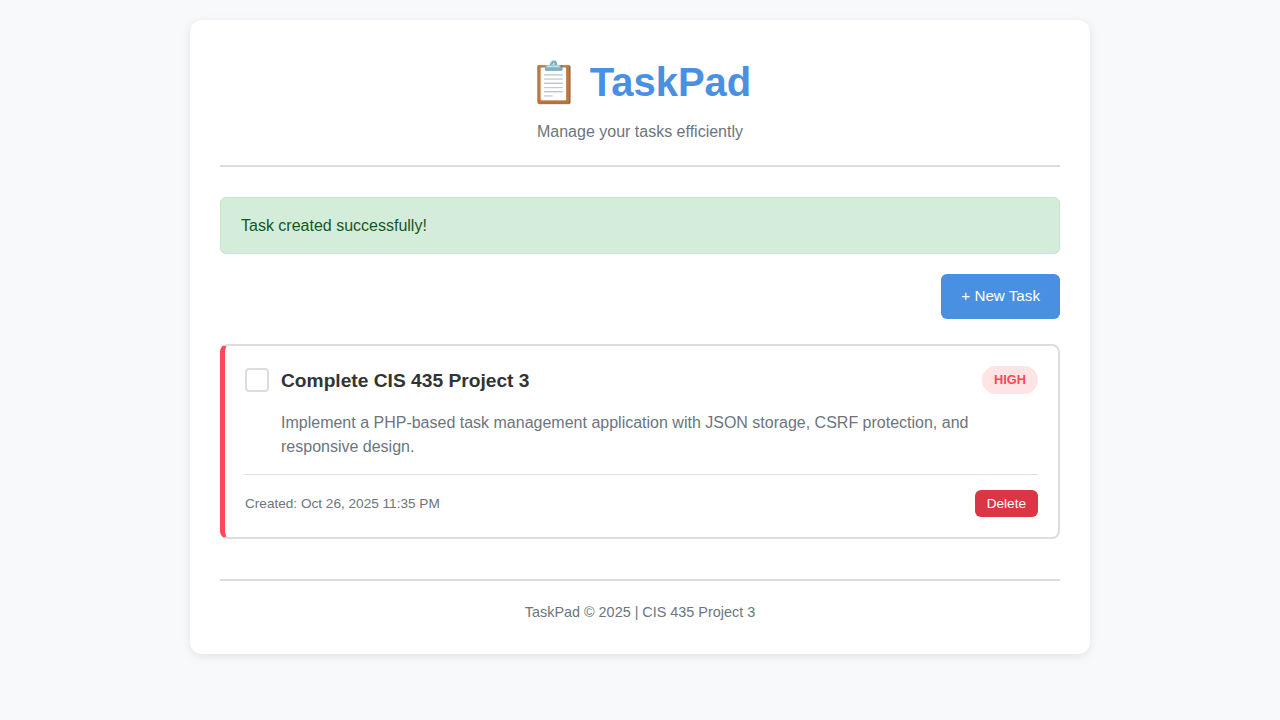 TaskPad
Manage your tasks efficiently
Task created successfully!
+ New Task
Complete CIS 435 Project 3
HIGH
Implement a PHP-based task management application with JSON storage, CSRF protection, and
responsive design.
Created: Oct 26, 2025 11:35 PM
Delete
TaskPad © 2025 | CIS 435 Project 3